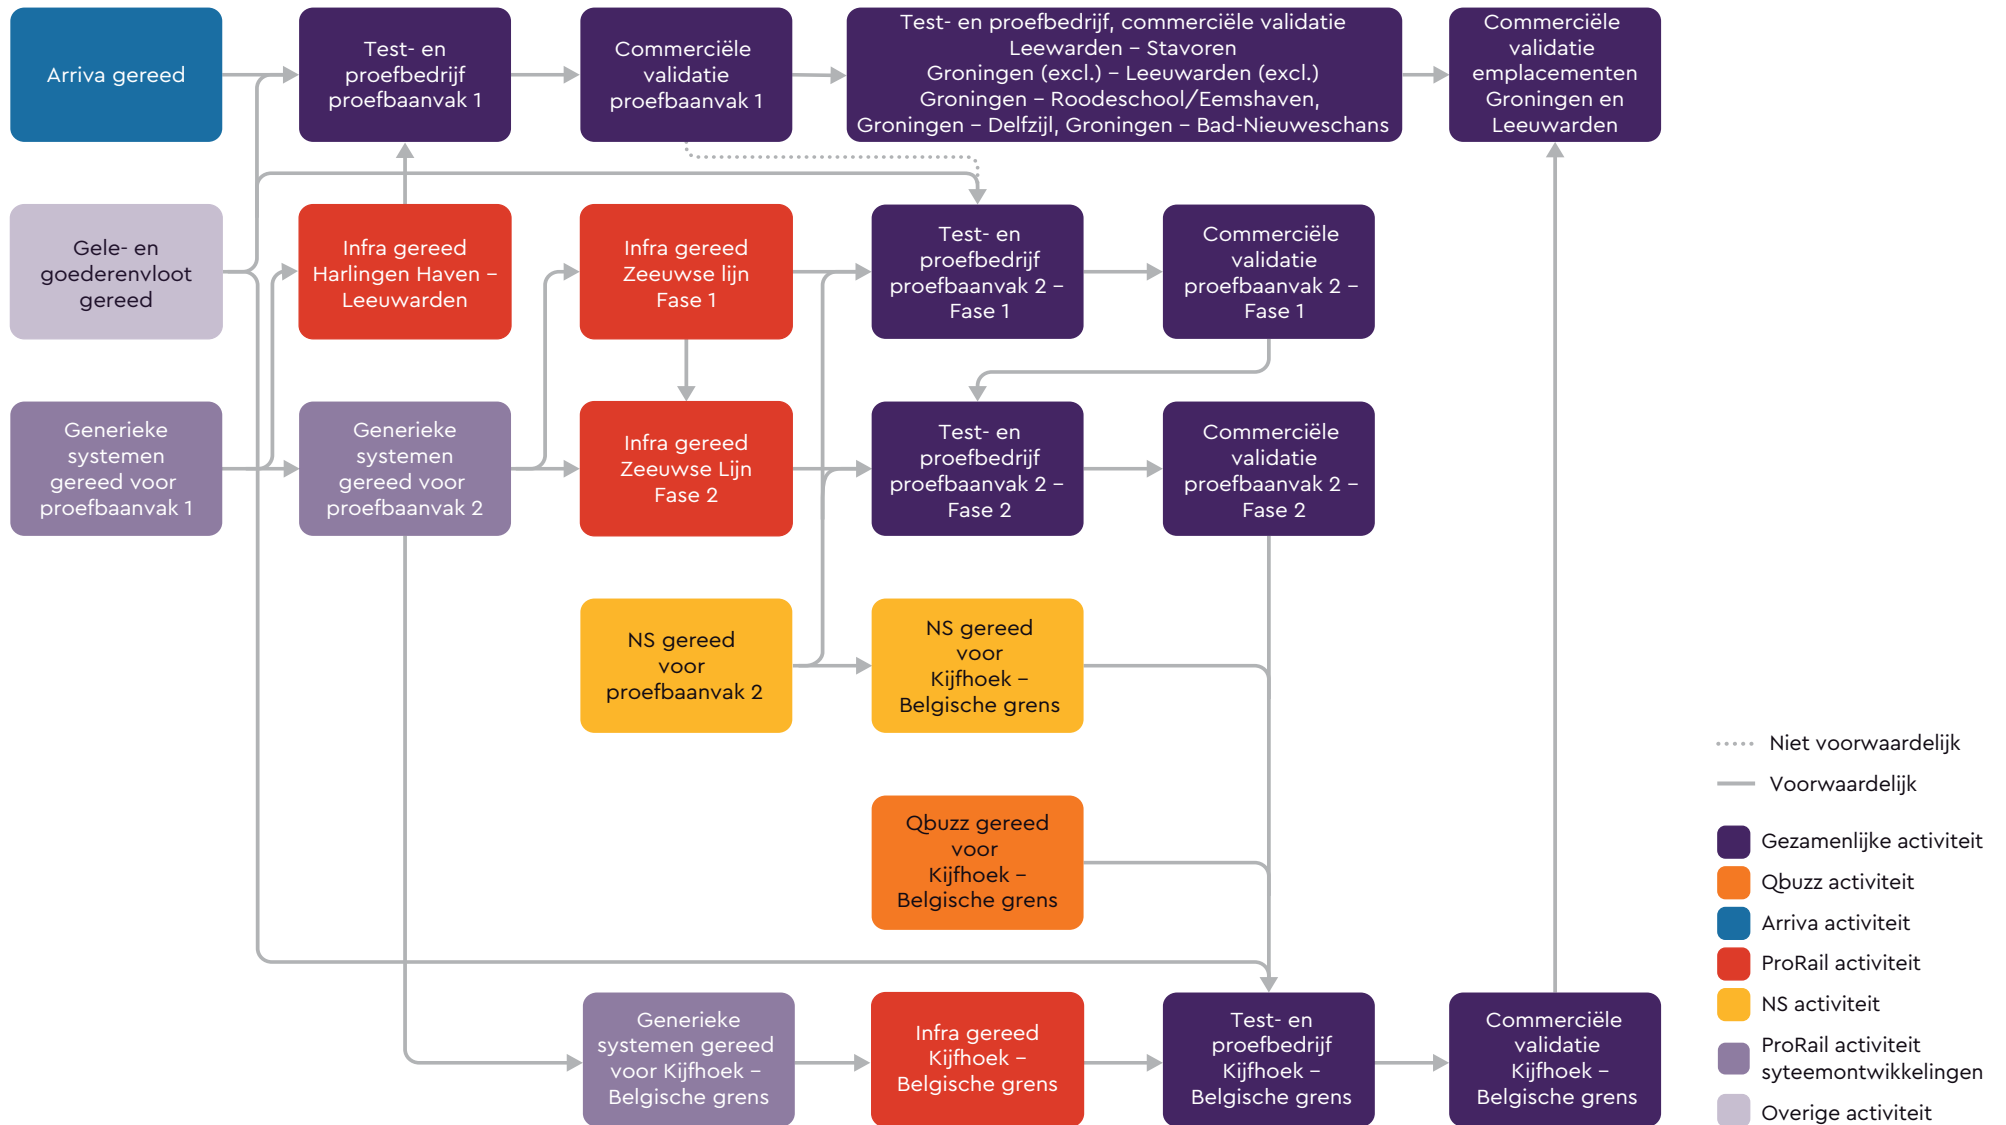 Arriva gereed
Test- en
proefbedrijf
proefbaanvak 1
Commerciële
validatie
proefbaanvak 1
Test- en proefbedrijf, commerciële validatie
Leewarden – Stavoren
Groningen (excl.) – Leeuwarden (excl.)
Groningen – Roodeschool/Eemshaven,
Groningen – Delfzijl, Groningen – Bad-Nieuweschans
Commerciële
validatie
emplacementen
Groningen en
Leeuwarden
Gele- en
goederenvloot
gereed
Infra gereed
Harlingen Haven –
Leeuwarden
Infra gereed
Zeeuwse lijn
Fase 1
Test- en
proefbedrijf
proefbaanvak 2 –
Fase 1
Commerciële
validatie
proefbaanvak 2 –
Fase 1
Generieke
systemen
gereed voor
proefbaanvak 1
Generieke
systemen
gereed voor
proefbaanvak 2
Infra gereed
Zeeuwse Lijn
Fase 2
Test- en
proefbedrijf
proefbaanvak 2 –
Fase 2
Commerciële
validatie
proefbaanvak 2 –
Fase 2
NS gereed
voor
proefbaanvak 2
NS gereed
voor
Kijfhoek –
Belgische grens
Qbuzz gereed
voor
Kijfhoek –
Belgische grens
Generieke
systemen gereed
voor Kijfhoek –
Belgische grens
Infra gereed
Kijfhoek –
Belgische grens
Test- en
proefbedrijf
Kijfhoek –
Belgische grens
Commerciële
validatie
Kijfhoek –
Belgische grens
Niet voorwaardelijk
Voorwaardelijk
Gezamenlijke activiteit
Qbuzz activiteit
Arriva activiteit
ProRail activiteit
NS activiteit
ProRail activiteit
syteemontwikkelingen
Overige activiteit